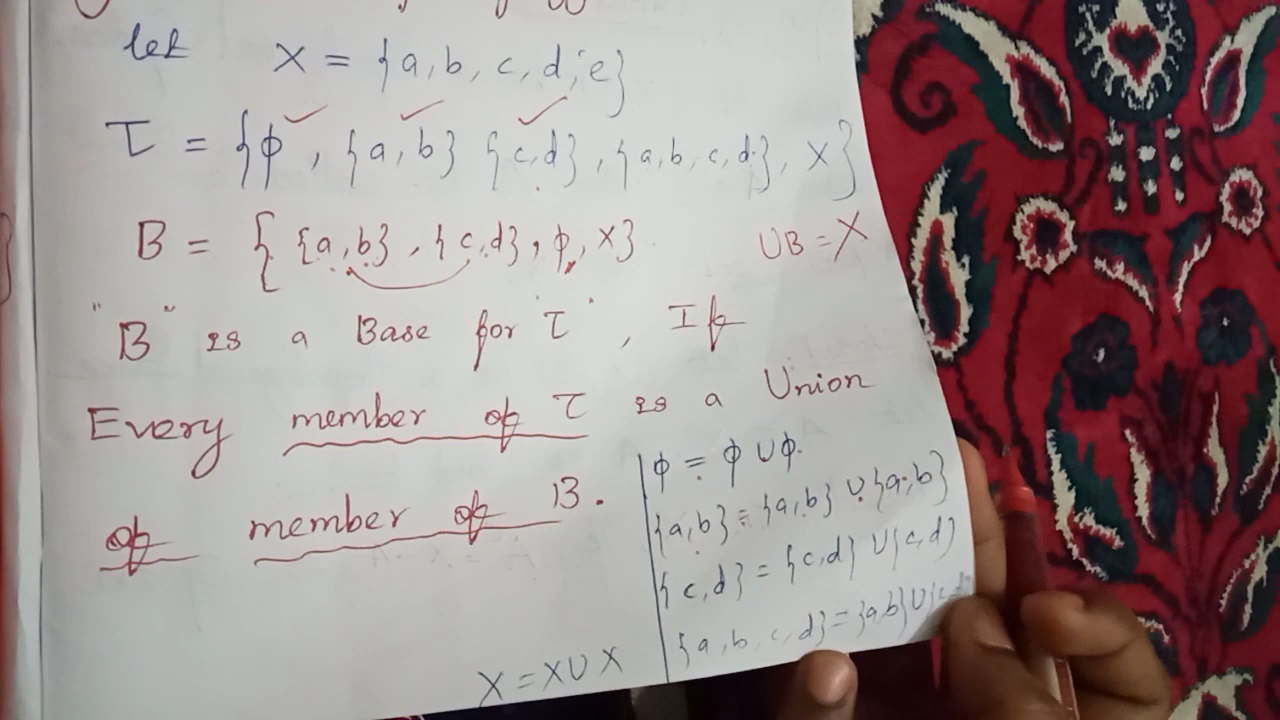 let X = {a, b, c, d, e}
τ = {ϕ, {a, b} {c, d}, {a, b, c, d}, X}
B = { {a, b}, {c, d}, ϕ, X} UB = X
"B" is a Base for "τ", If
Every member of τ is a Union
of member of B.
ϕ = ϕ ∪ ϕ.
{a, b} = {a, b} ∪ {a, b}
{c, d} = {c, d} ∪ {c, d}
{a, b, c, d} = {a, b} ∪ {c, d
X = X ∪ X